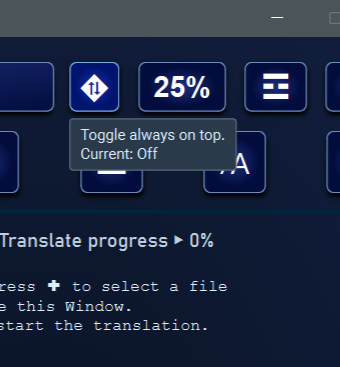 25%
Toggle always on top.
Current: Off
A
Translate progress ▶ 0%
ress ✚ to select a file
e this Window.
start the translation.